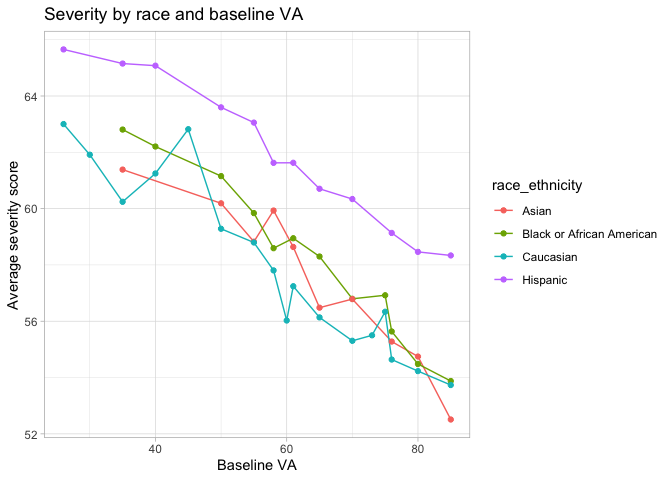 Severity by race and baseline VA
Average severity score
64
60
56
52
40
60
80
Baseline VA
race_ethnicity
Asian
Black or African American
Caucasian
Hispanic